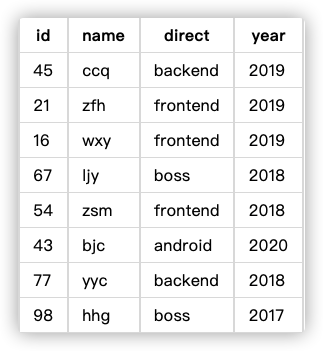 id name direct year
45 ccq backend 2019
21 zfh frontend 2019
16 wxy frontend 2019
67 ljy boss 2018
54 zsm frontend 2018
43 bjc android 2020
77 yyc backend 2018
98 hhg boss 2017